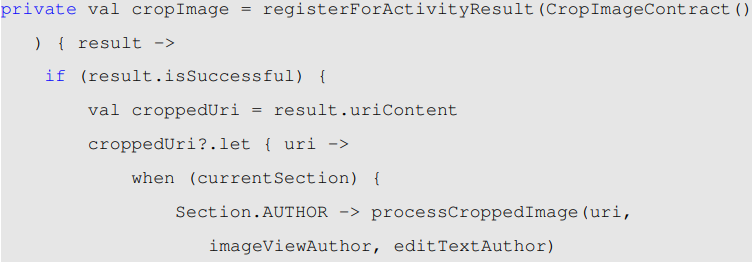 private val cropImage = registerForActivityResult(CropImageContract()
) { result ->
if (result.isSuccessful) {
val croppedUri = result.uriContent
croppedUri?.let { uri ->
when (currentSection) {
Section.AUTHOR -> processCroppedImage(uri,
imageViewAuthor, editTextAuthor)